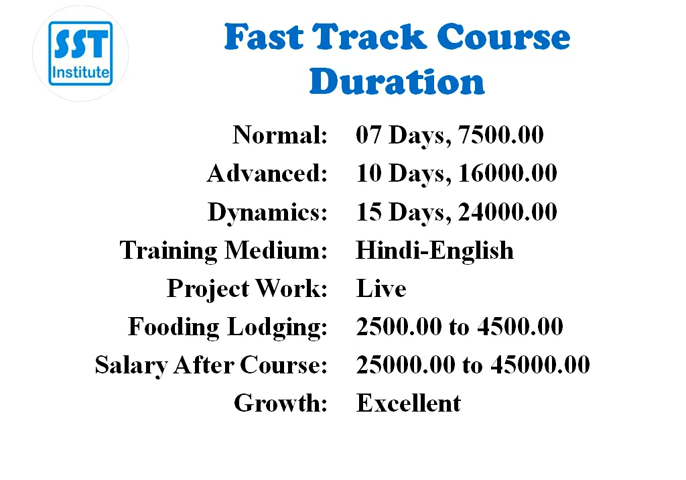 SST
Institute
Fast Track Course
Duration
Normal: 07 Days, 7500.00
Advanced: 10 Days, 16000.00
Dynamics: 15 Days, 24000.00
Training Medium: Hindi-English
Project Work: Live
Fooding Lodging: 2500.00 to 4500.00
Salary After Course: 25000.00 to 45000.00
Growth: Excellent